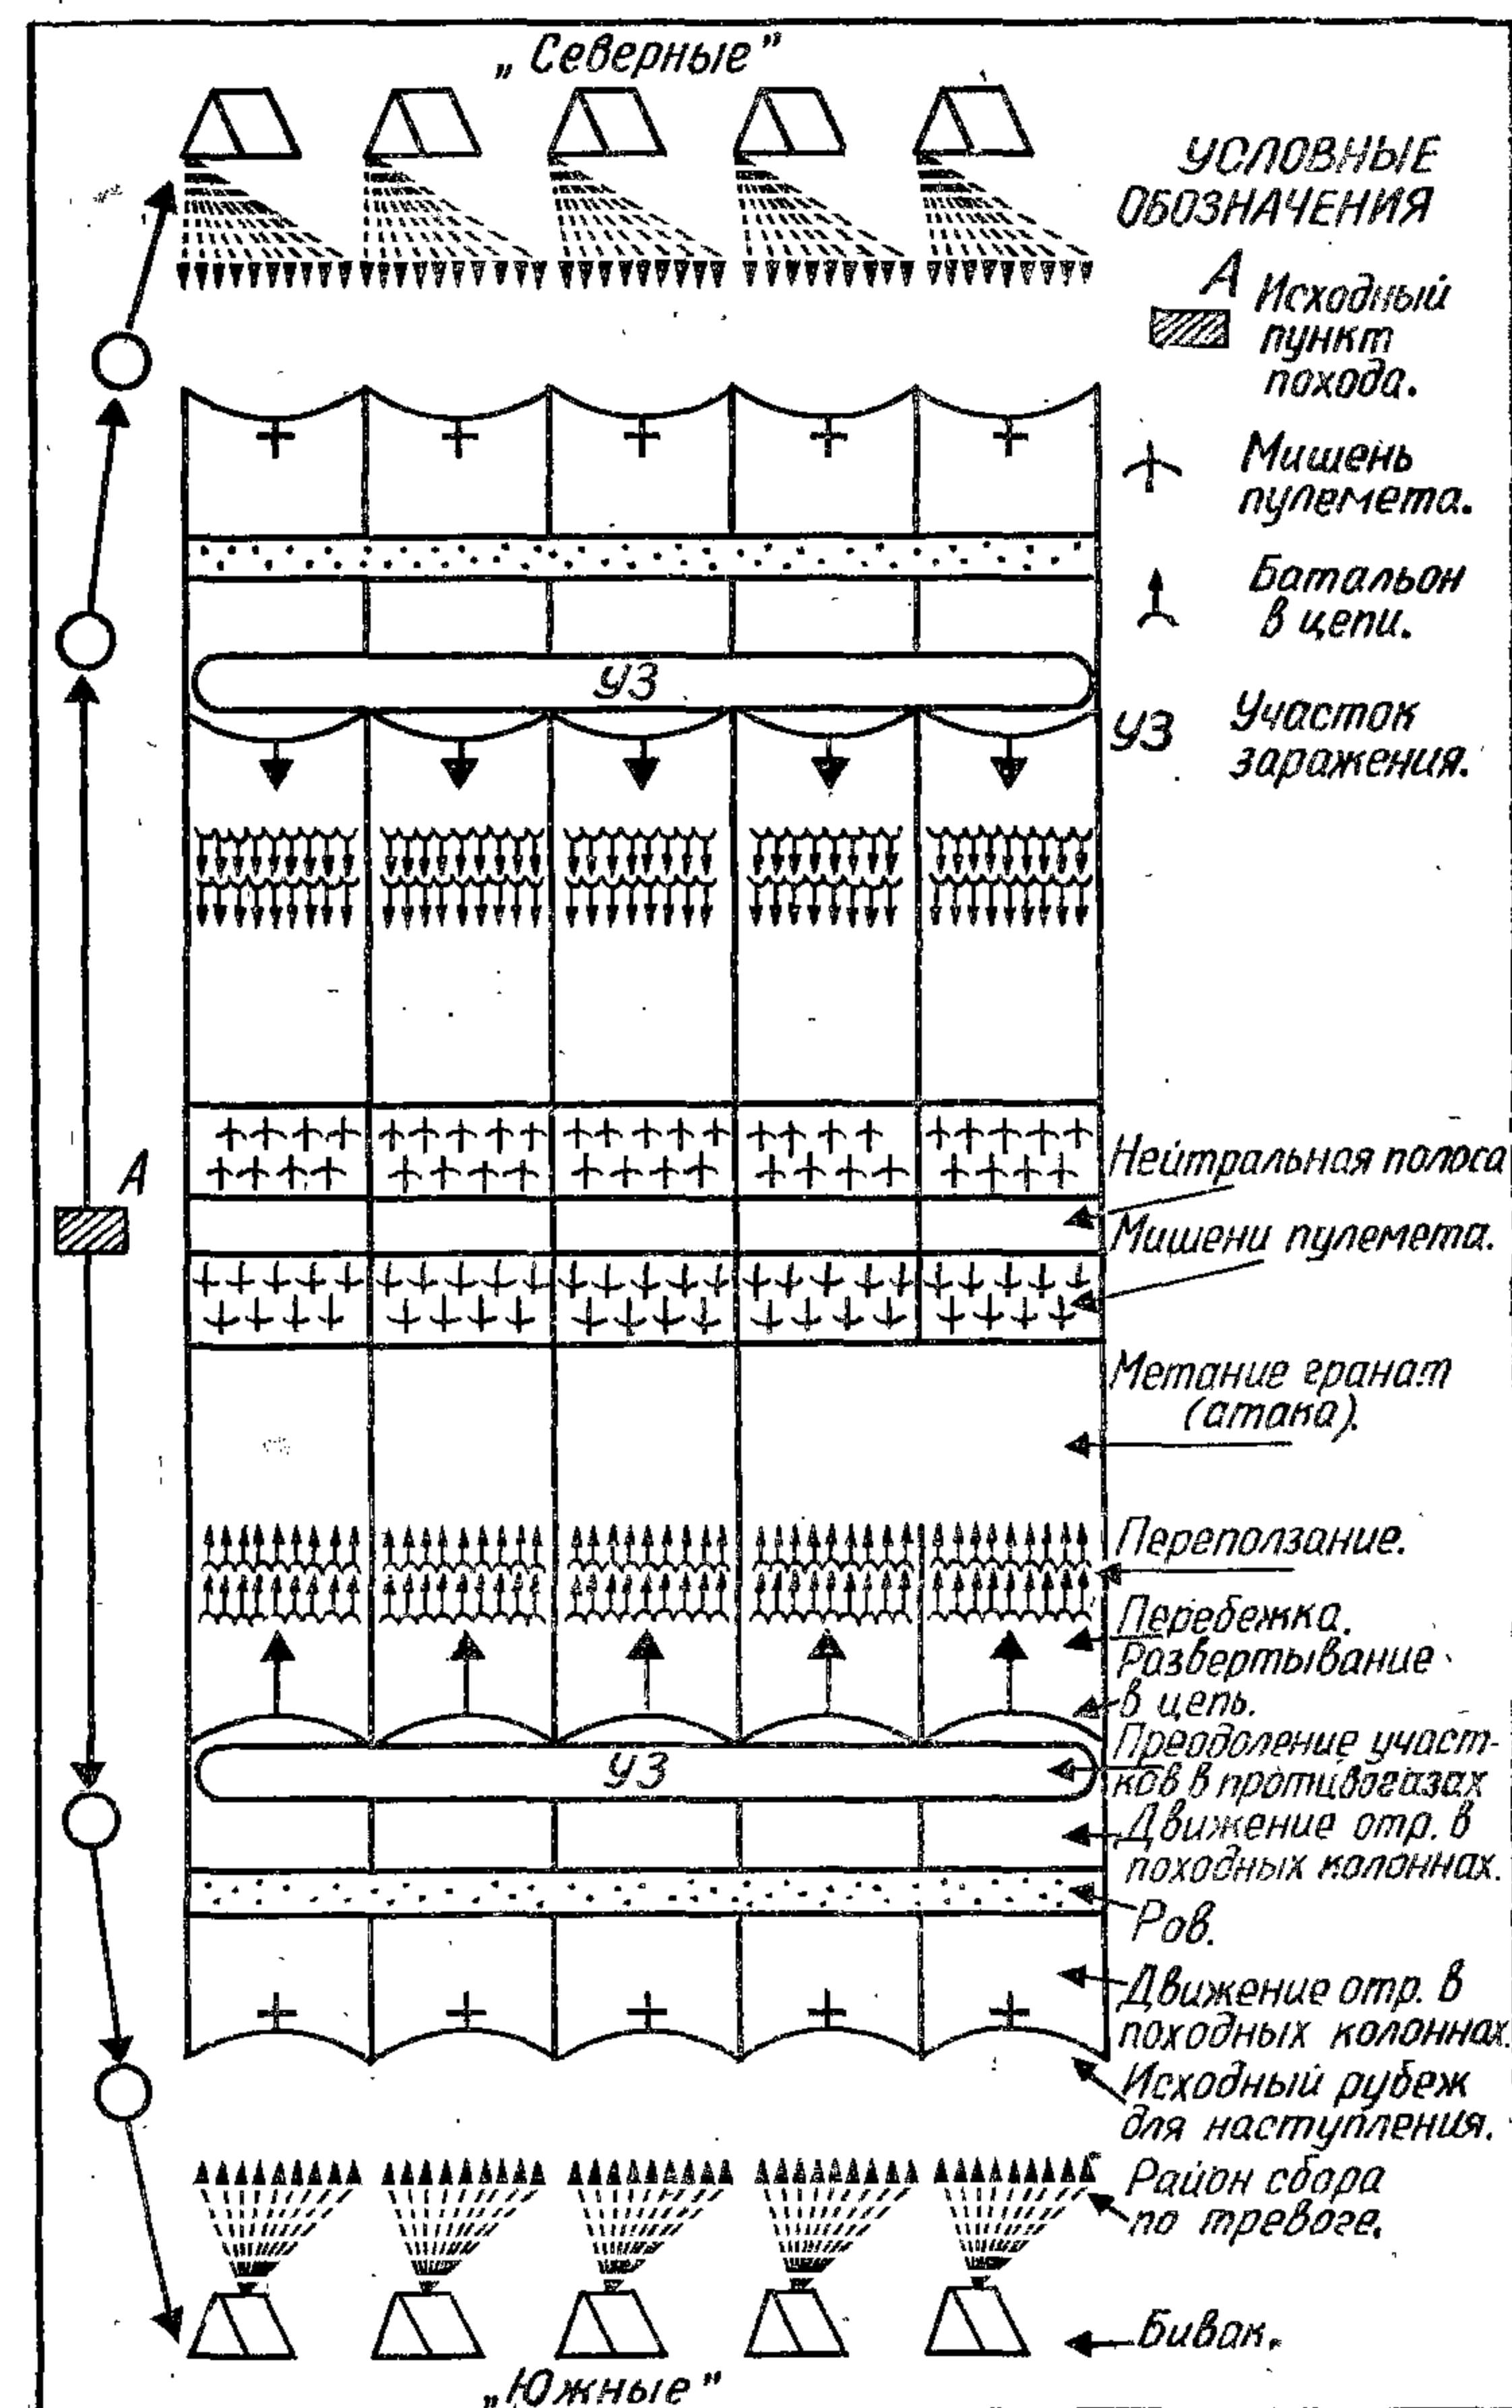 „Северные”
УСЛОВНЫЕ
ОБОЗНАЧЕНИЯ
А Исходный
пункт
похода.
Мишень
пулемета.
Батальон
в цепи.
УЗ
УЗ Участок
заражения.
А
Нейтральная полоса
Мишени пулемета.
Метание гранат
(атака).
Переползание.
Перебежка.
Развертывание
в цепь.
Преодоление участ-
ков в противогазах
УЗ
Движение отр. в
походных колоннах.
Ров.
Движение отр. в
походных колоннах.
Исходный рубеж
для наступления.
Район сбора
по тревоге.
Бивак.
„Южные”